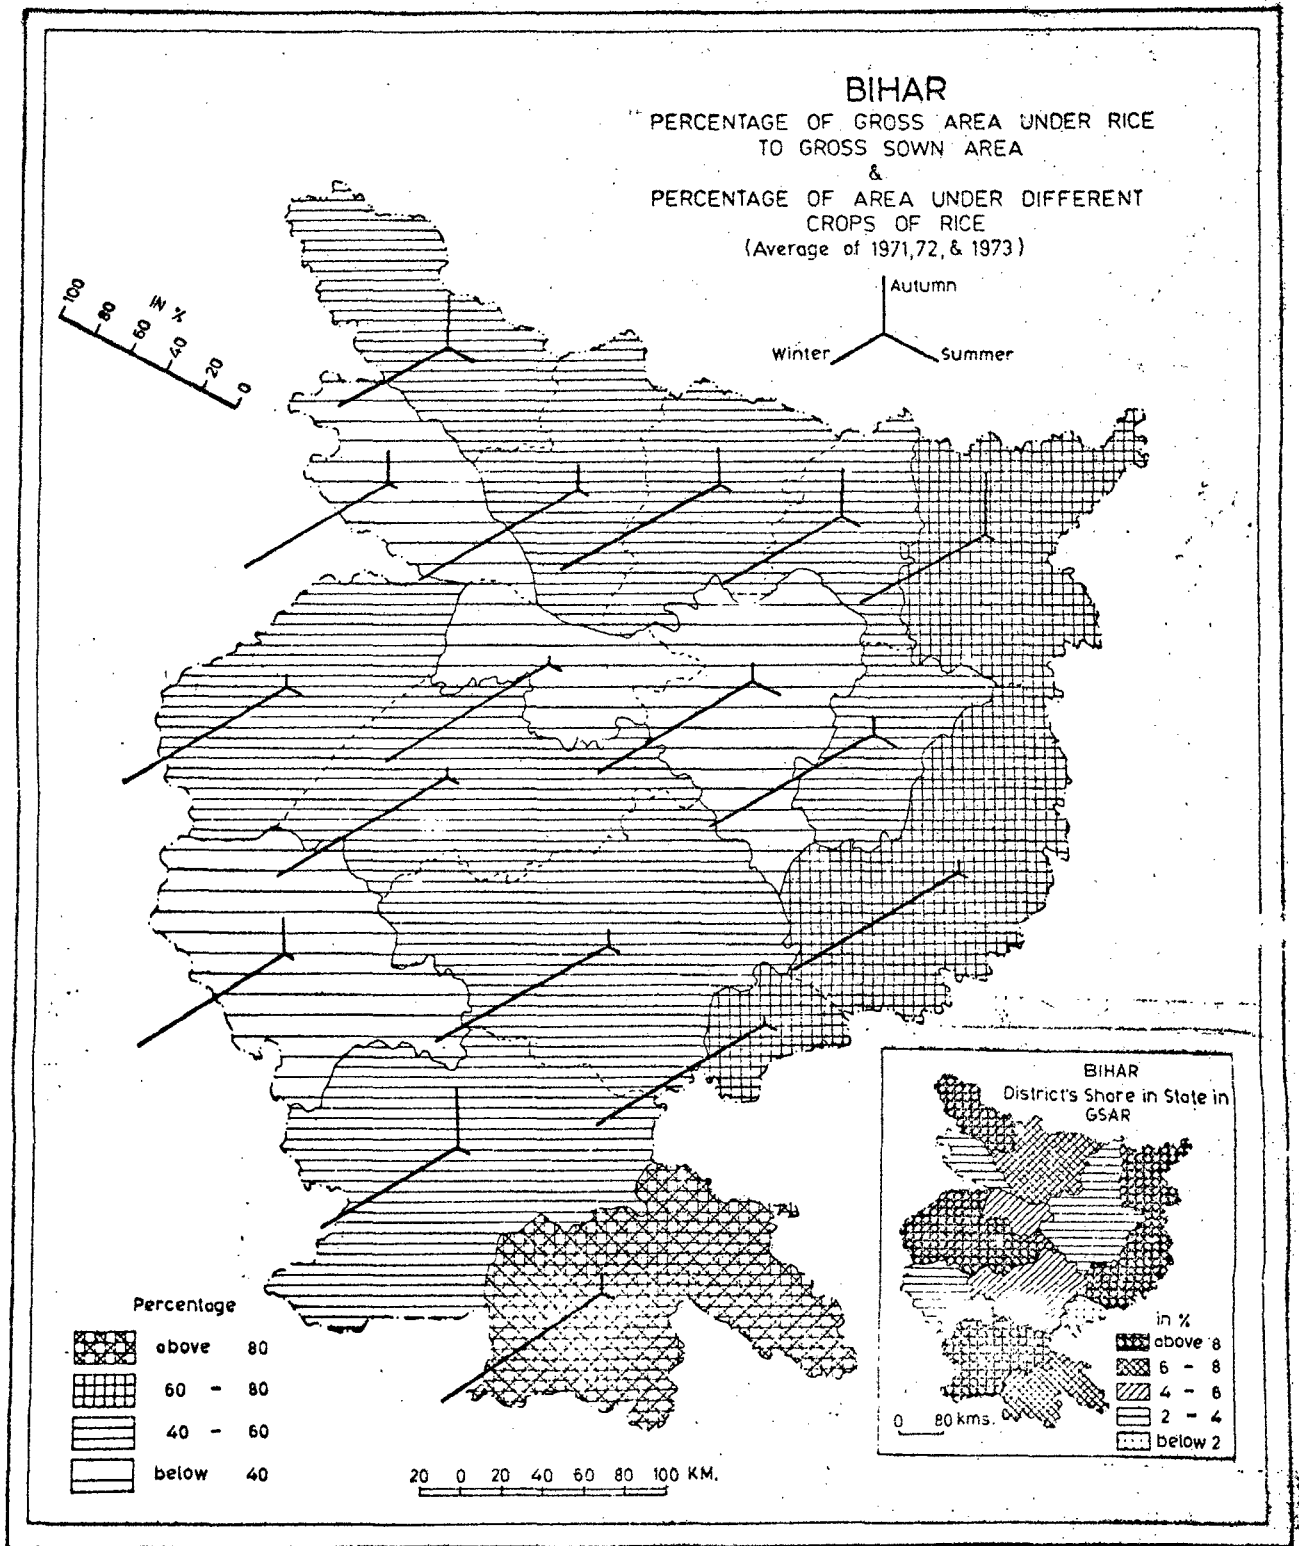 BIHAR
PERCENTAGE OF GROSS AREA UNDER RICE
TO GROSS SOWN AREA
&
PERCENTAGE OF AREA UNDER DIFFERENT
CROPS OF RICE
(Average of 1971,72, & 1973)
Autumn
Winter
Summer
IN %
100
80
60
40
20
0
BIHAR
District's Share in State in
GSAR
in %
above 8
6 - 8
4 - 6
2 - 4
below 2
0 80 kms.
Percentage
above 80
60 - 80
40 - 60
below 40
20 0 20 40 60 80 100 KM.